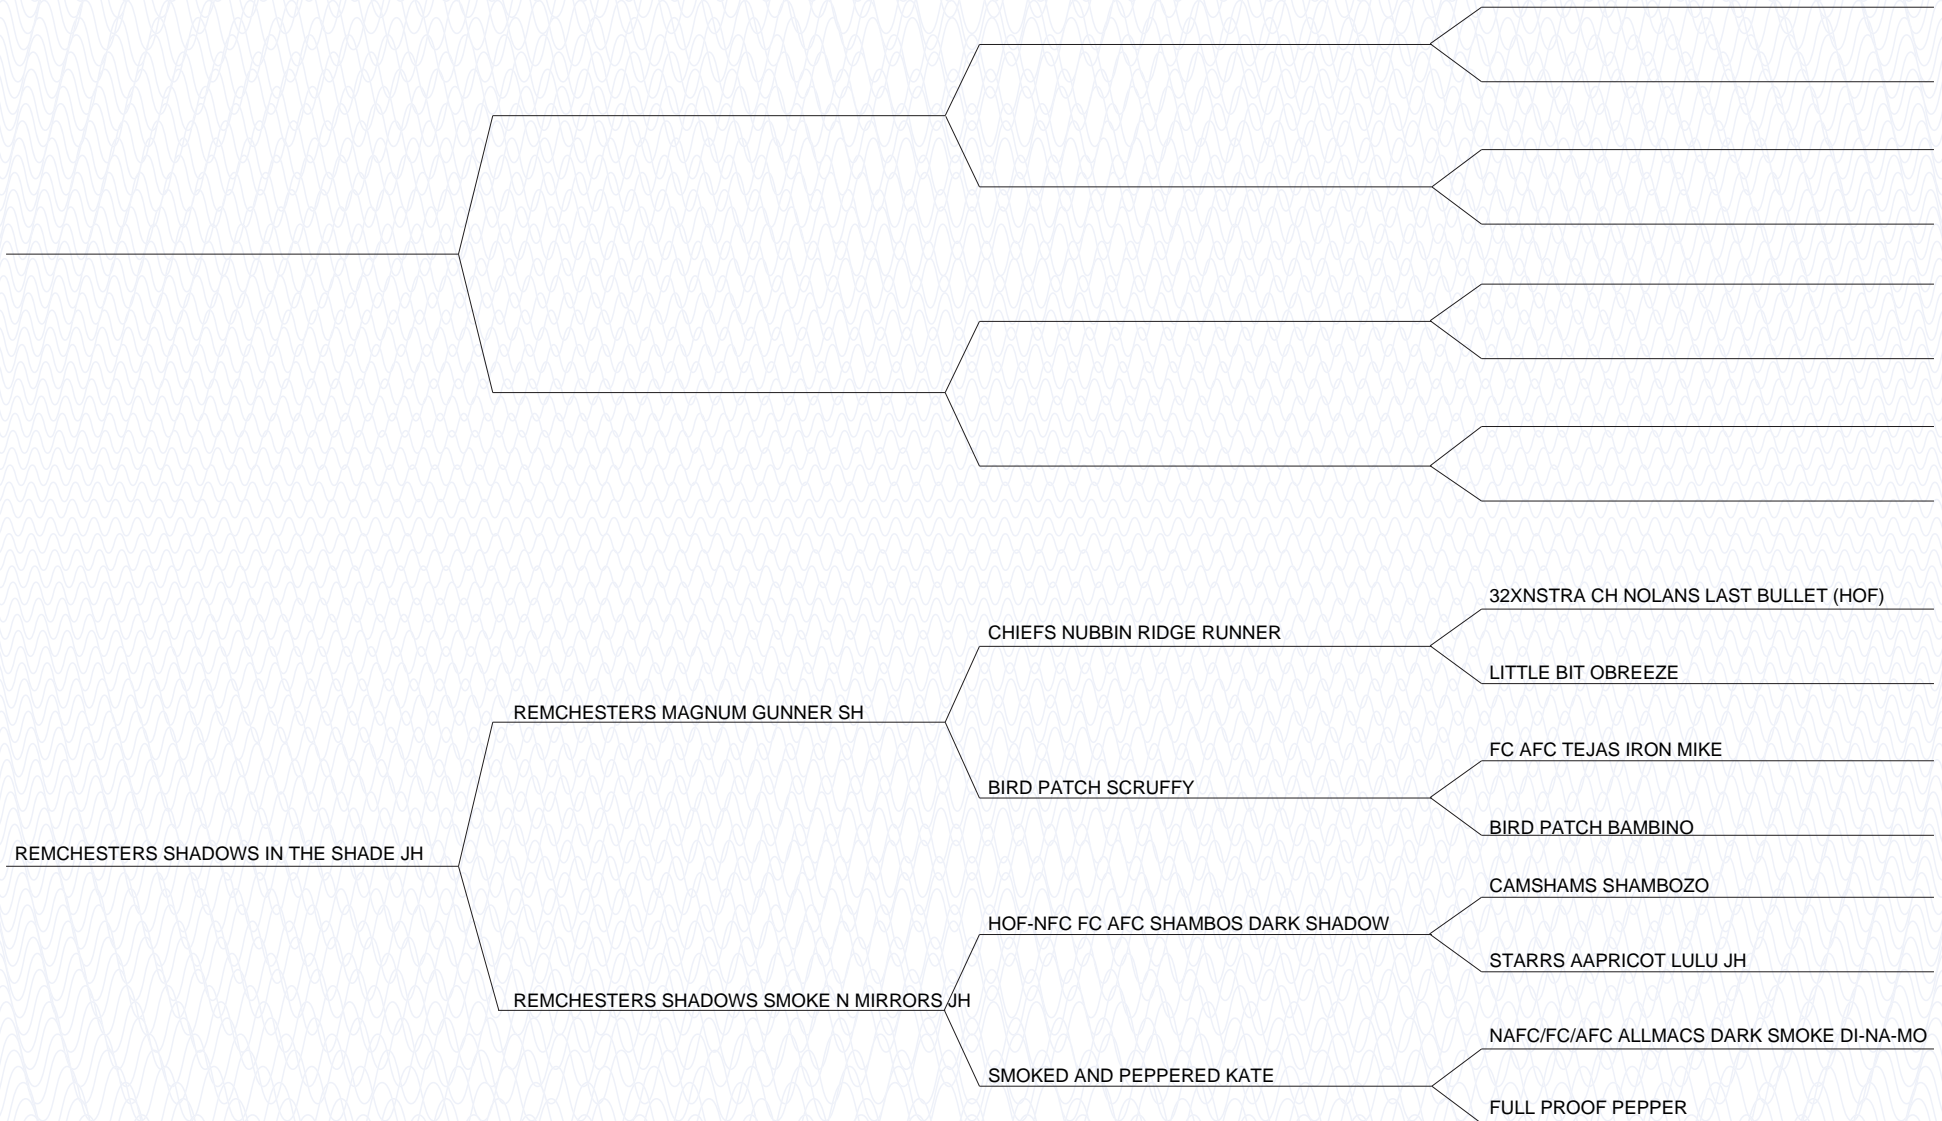 32XNSTRA CH NOLANS LAST BULLET (HOF)
CHIEFS NUBBIN RIDGE RUNNER
LITTLE BIT OBREEZE
REMCHESTERS MAGNUM GUNNER SH
FC AFC TEJAS IRON MIKE
BIRD PATCH SCRUFFY
BIRD PATCH BAMBINO
REMCHESTERS SHADOWS IN THE SHADE JH
CAMSHAMS SHAMBOZO
HOF-NFC FC AFC SHAMBOS DARK SHADOW
STARRS AAPRICOT LULU JH
REMCHESTERS SHADOWS SMOKE N MIRRORS JH
NAFC/FC/AFC ALLMACS DARK SMOKE DI-NA-MO
SMOKED AND PEPPERED KATE
FULL PROOF PEPPER